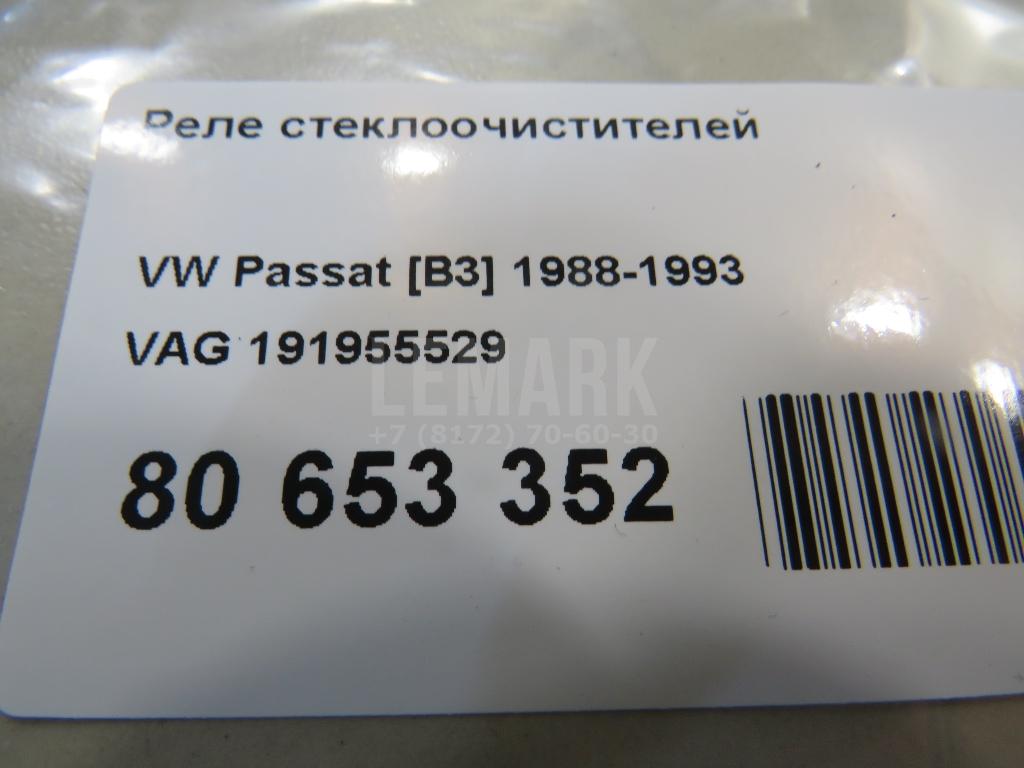 Реле стеклоочистителей
VW Passat [B3] 1988-1993
VAG 191955529
LEMARK
+7 (8172) 70-60-30
80 653 352